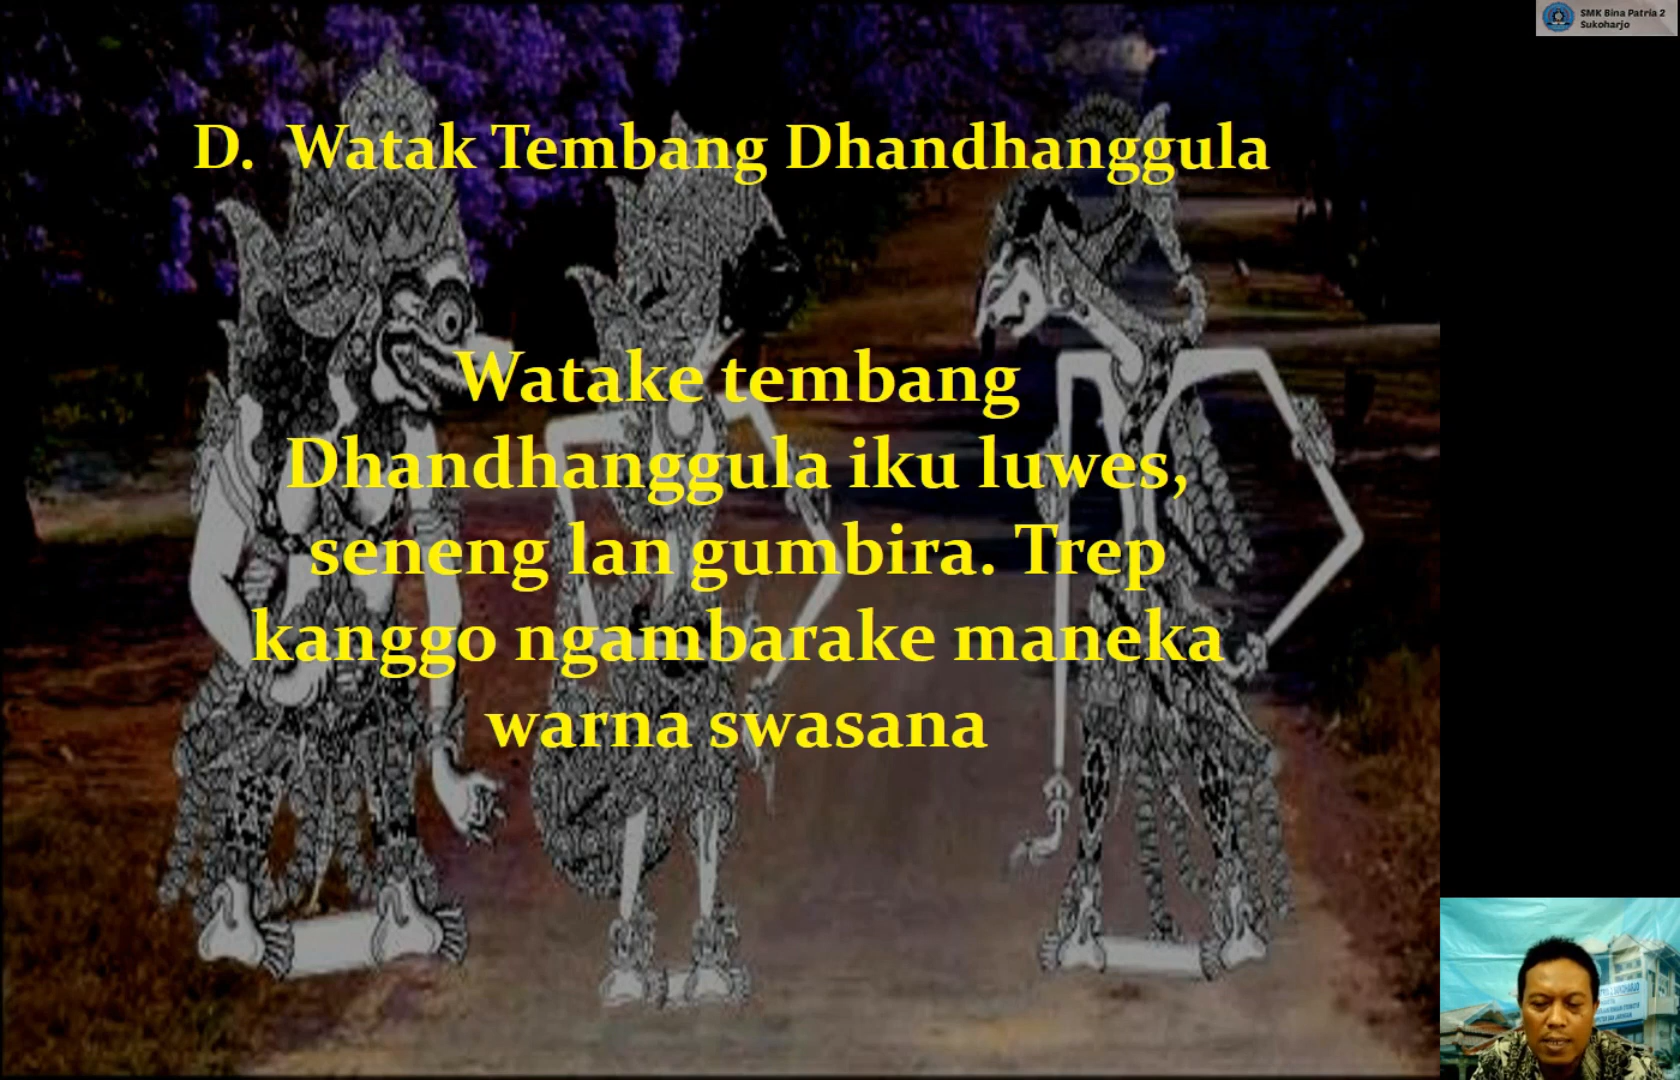 SMK Bina Patria 2
Sukoharjo
D. Watak Tembang Dhandhanggula
Watake tembang
Dhandhanggula iku luwes,
seneng lan gumbira. Trep
kanggo ngambarake maneka
warna swasana